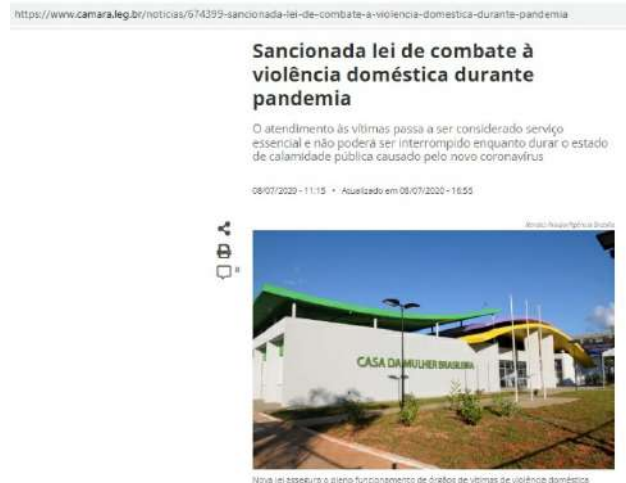 https://www.camara.leg.br/noticias/674399-sancionada-lei-de-combate-a-violencia-domestica-durante-pandemia
Sancionada lei de combate à
violência doméstica durante
pandemia
O atendimento às vítimas passa a ser considerado serviço
essencial e não poderá ser interrompido enquanto durar o estado
de calamidade pública causado pelo novo coronavírus
08/07/2020 - 11:15 • Atualizado em 08/07/2020 - 16:55
CASA DA MULHER BRASILEIRA
Nova lei assegura o pleno funcionamento de órgãos de vítimas de violência doméstica